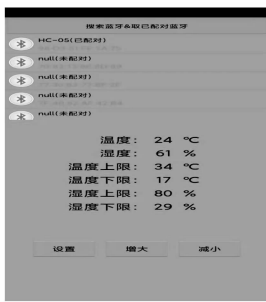 搜索蓝牙&取已配对蓝牙
HC-05(已配对)
null(未配对)
null(未配对)
null(未配对)
null(未配对)
温度: 24 ℃
湿度: 61 %
温度上限: 34 ℃
温度下限: 17 ℃
湿度上限: 80 %
湿度下限: 29 %
设置 增大 减小